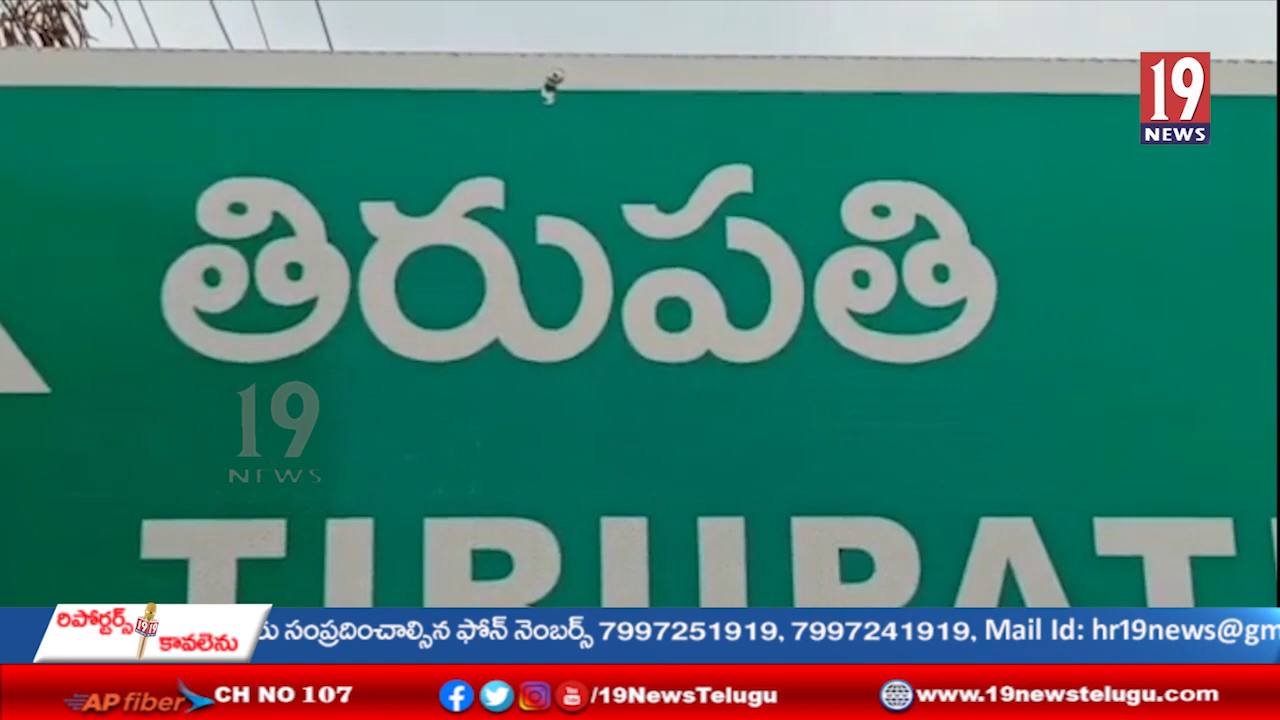 19
NEWS
తిరుపతి
19
NEWS
TIRUPAT
రిపోర్టర్స్
కావలెను
రు సంప్రదించాల్సిన ఫోన్ నెంబర్స్ 7997251919, 7997241919, Mail Id: hr19news@gm
AP fiber CH NO 107 /19NewsTelugu www.19newstelugu.com